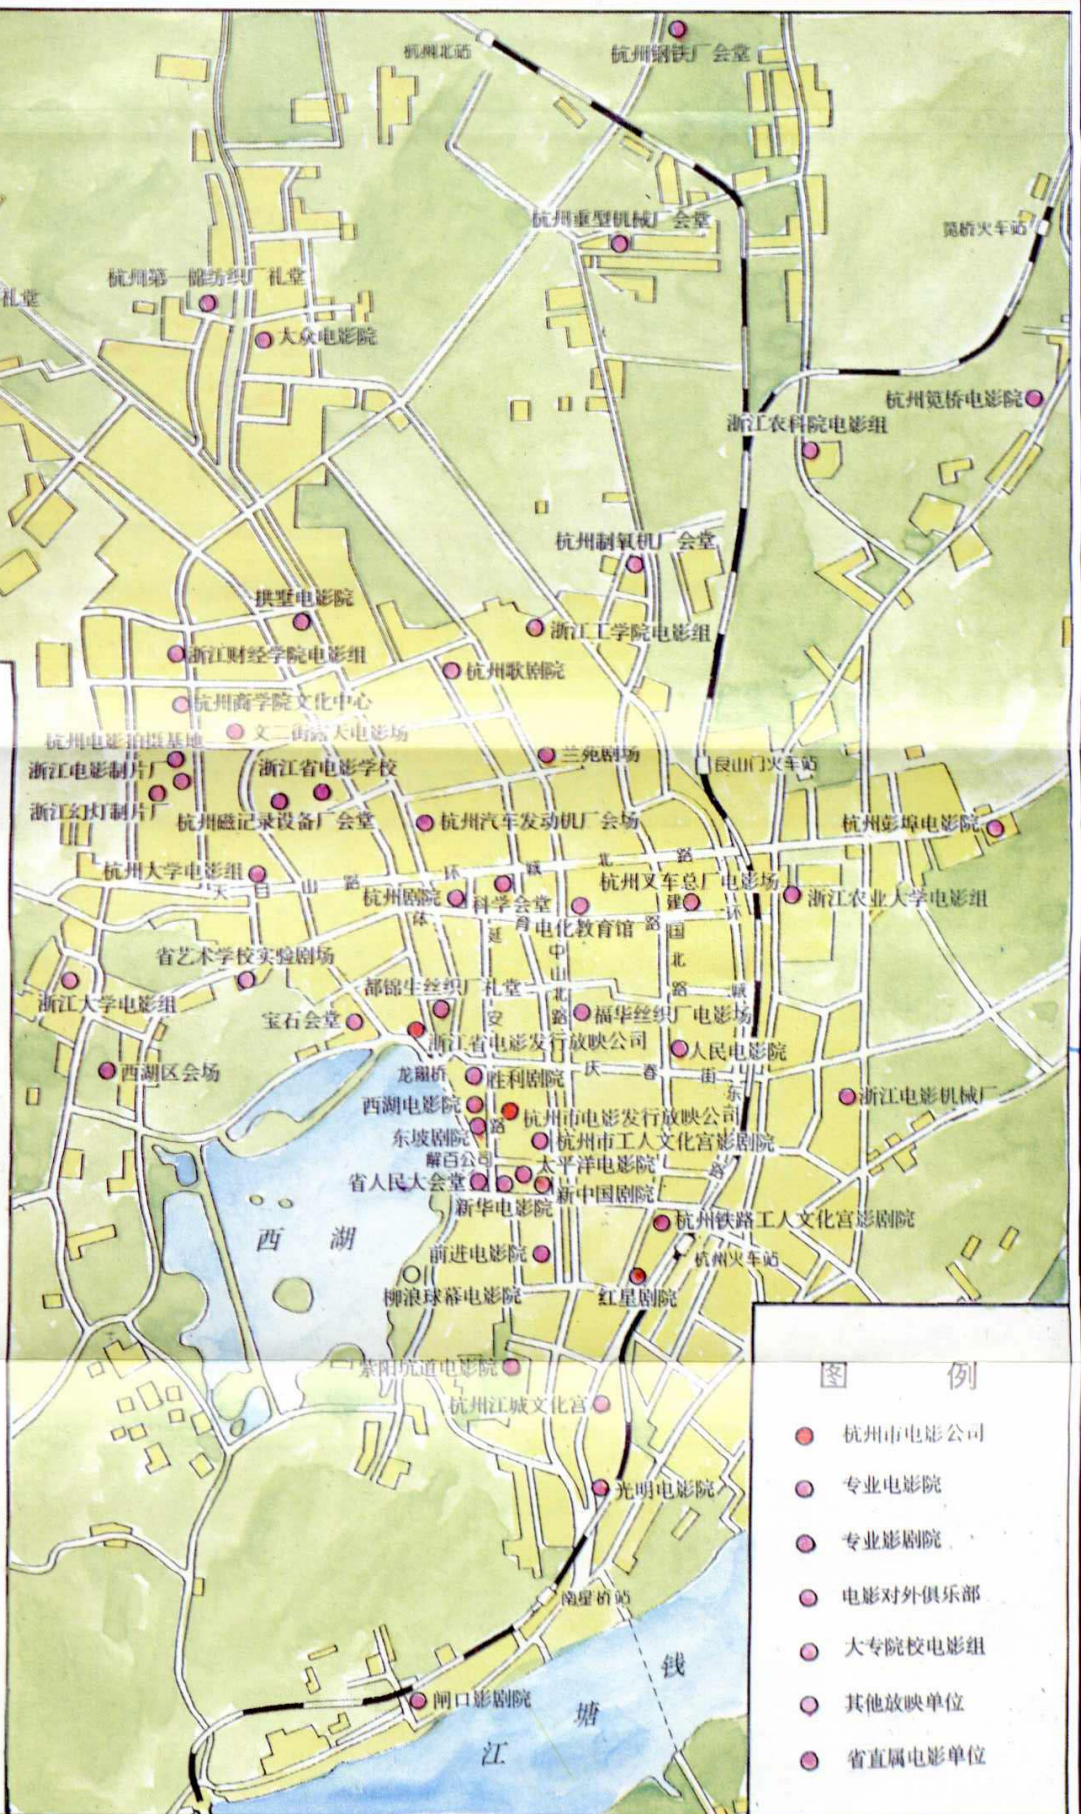 杭州北站
杭州钢铁厂会堂
杭州重型机械厂会堂
笕桥火车站
杭州第一棉纺织厂礼堂
礼堂
大众电影院
杭州笕桥电影院
浙江农科院电影组
杭州制氧机厂会堂
拱墅电影院
浙江工学院电影组
浙江财经学院电影组
杭州歌剧院
杭州商学院文化中心
文二街露天电影场
杭州电影拍摄基地
兰苑剧场
艮山门火车站
浙江电影制片厂
浙江省电影学校
浙江幻灯制片厂
杭州磁记录设备厂会堂
杭州汽车发动机厂会场
杭州彭埠电影院
环城北路
杭州大学电影组
天目山路
杭州剧院
科学会堂
杭州叉车总厂电影场
浙江农业大学电影组
体育路
电化教育馆
建国北路
环城东路
延安路
中山北路
省艺术学校实验剧场
浙江大学电影组
都锦生丝织厂礼堂
宝石会堂
福华丝织厂电影场
浙江省电影发行放映公司
人民电影院
西湖区会场
龙翔桥
胜利剧院
庆春街
西湖电影院
杭州市电影发行放映公司
浙江电影机械厂
东坡剧院
杭州市工人文化宫影剧院
解百公司
太平洋电影院
省人民大会堂
新中国剧院
新华电影院
杭州铁路工人文化宫影剧院
西湖
前进电影院
杭州火车站
柳浪球幕电影院
红星剧院
紫阳坑道电影院
杭州江城文化宫
光明电影院
南星桥站
闸口影剧院
钱塘江
图例
杭州市电影公司
专业电影院
专业影剧院
电影对外俱乐部
大专院校电影组
其他放映单位
省直属电影单位